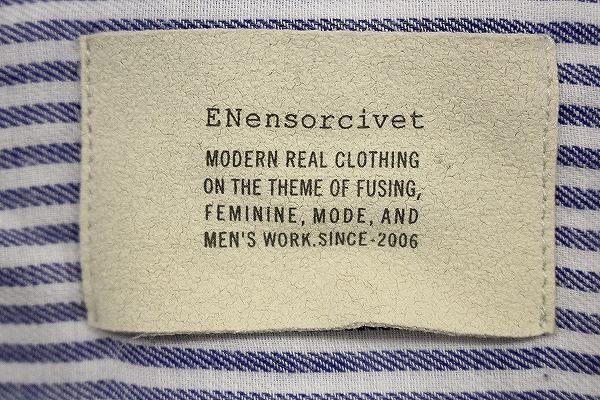 ENensorcivet
MODERN REAL CLOTHING
ON THE THEME OF FUSING,
FEMININE, MODE, AND
MEN'S WORK.SINCE-2006